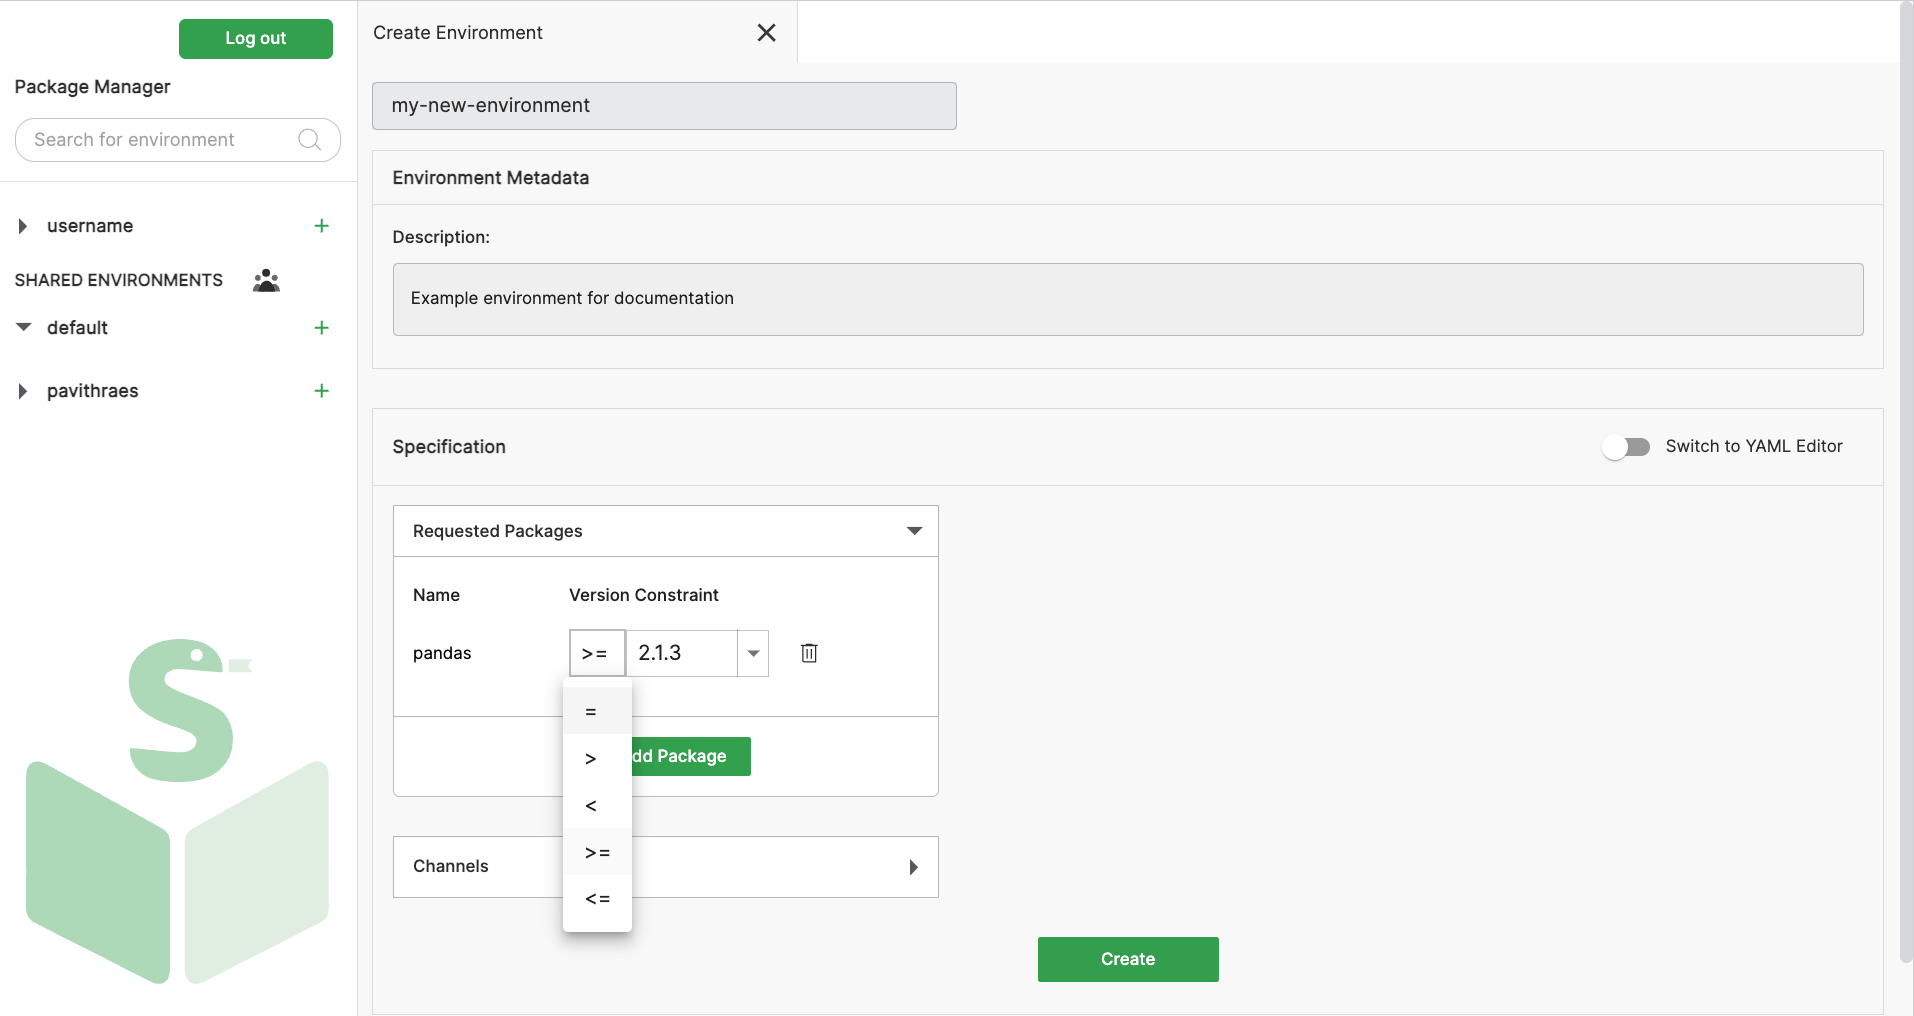 Log out
Package Manager
Search for environment
username
+
SHARED ENVIRONMENTS
default
+
pavithraes
+
Create Environment
my-new-environment
Environment Metadata
Description:
Example environment for documentation
Specification
Switch to YAML Editor
Requested Packages
Name Version Constraint
pandas >= 2.1.3
=
>
<
>=
<=
dd Package
Channels
Create